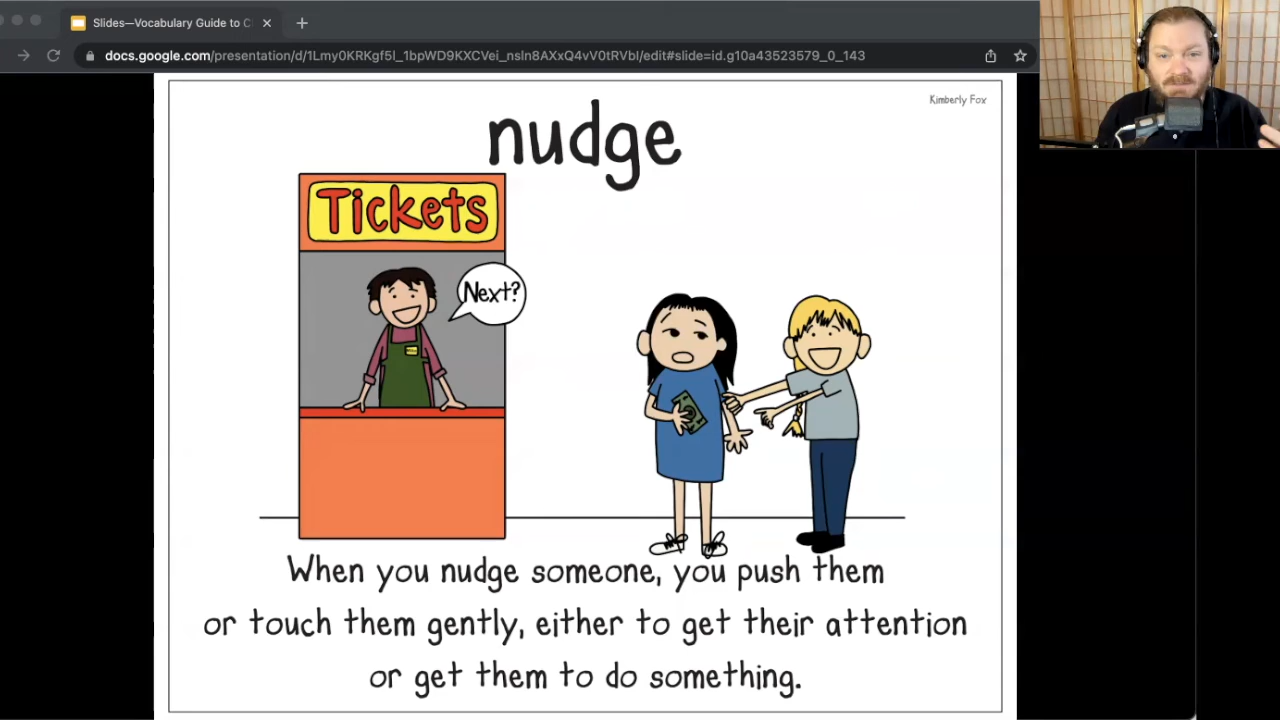 Slides—Vocabulary Guide to C
docs.google.com/presentation/d/1Lmy0KRKgf5I_1bpWD9KXCVei_nsIn8AXxQ4vV0tRVbI/edit#slide=id.g10a43523579_0_143
Kimberly Fox
nudge
Tickets
Next?
When you nudge someone, you push them
or touch them gently, either to get their attention
or get them to do something.